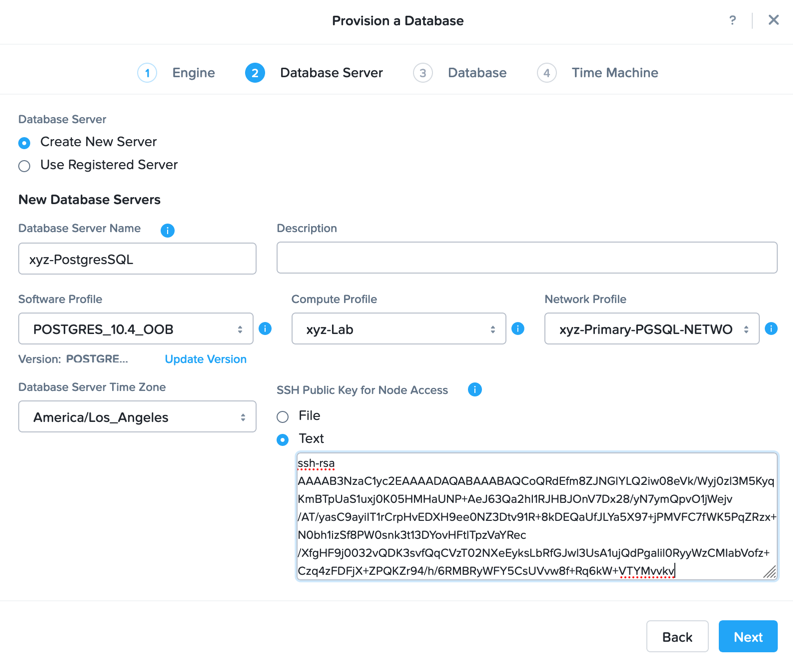 Provision a Database
?
1 Engine 2 Database Server 3 Database 4 Time Machine
Database Server
Create New Server
Use Registered Server
New Database Servers
Database Server Name i Description
xyz-PostgresSQL
Software Profile Compute Profile Network Profile
POSTGRES_10.4_OOB i xyz-Lab i xyz-Primary-PGSQL-NETWO i
Version: POSTGRE... Update Version
Database Server Time Zone SSH Public Key for Node Access i
America/Los_Angeles
File
Text
ssh-rsa
AAAAB3NzaC1yc2EAAAADAQABAAABAQCoQRdEfm8ZJNGlYLQ2iw08eVk/Wyj0zl3M5Kyq
KmBTpUaS1uxj0K05HMHaUNP+AeJ63Qa2hl1RJHBJOnV7Dx28/yN7ymQpvO1jWejv
/AT/yasC9ayilT1rCrpHvEDXH9ee0NZ3Dtv91R+8kDEQaUfJLYa5X97+jPMVFC7fWK5PqZRzx+
N0bh1izSf8PW0snk3t13DYovHFtlTpzVaYRec
/XfgHF9j0032vQDK3svfQqCVzT02NXeEyksLbRfGJwl3UsA1ujQdPgaIil0RyyWzCMIabVofz+
Czq4zFDFjX+ZPQKZr94/h/6RMBRyWFY5CsUVvw8f+Rq6kW+VTYMvvkv
Back Next